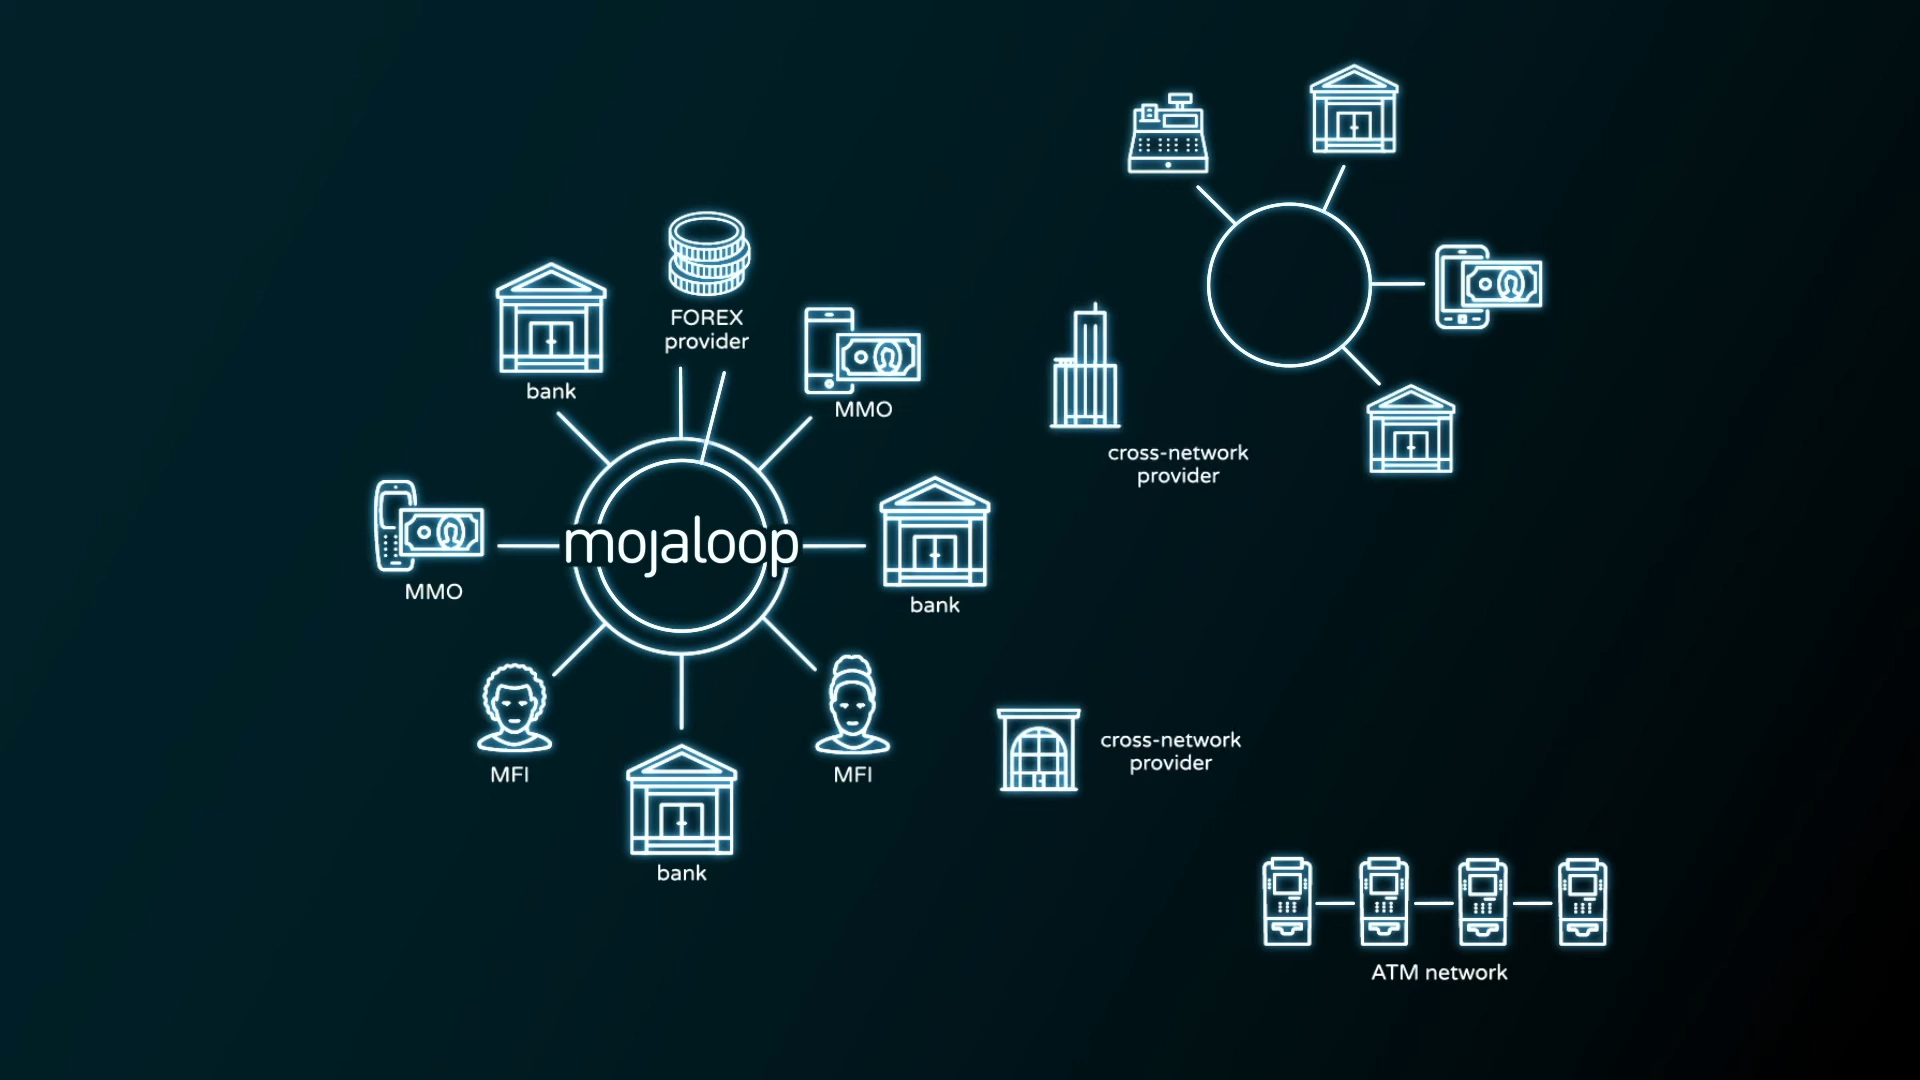 FOREX
provider
bank
MMO
cross-network
provider
mojaloop
MMO
bank
MFI
MFI
cross-network
provider
bank
ATM network